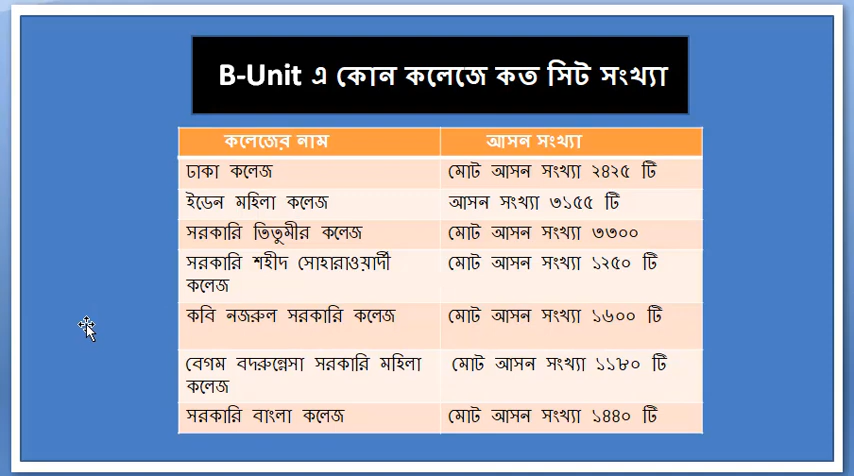 B-Unit এ কোন কলেজে কত সিট সংখ্যা
কলেজের নাম আসন সংখ্যা
ঢাকা কলেজ মোট আসন সংখ্যা ২৪২৫ টি
ইডেন মহিলা কলেজ আসন সংখ্যা ৩১৫৫ টি
সরকারি ভিতুমীর কলেজ মোট আসন সংখ্যা ৩৩০০
সরকারি শহীদ সোহারাওয়ার্দী মোট আসন সংখ্যা ১২৫০ টি
কলেজ
কবি নজরুল সরকারি কলেজ মোট আসন সংখ্যা ১৬০০ টি
বেগম বদরুন্নেসা সরকারি মহিলা মোট আসন সংখ্যা ১১৮০ টি
কলেজ
সরকারি বাংলা কলেজ মোট আসন সংখ্যা ১৪৪০ টি